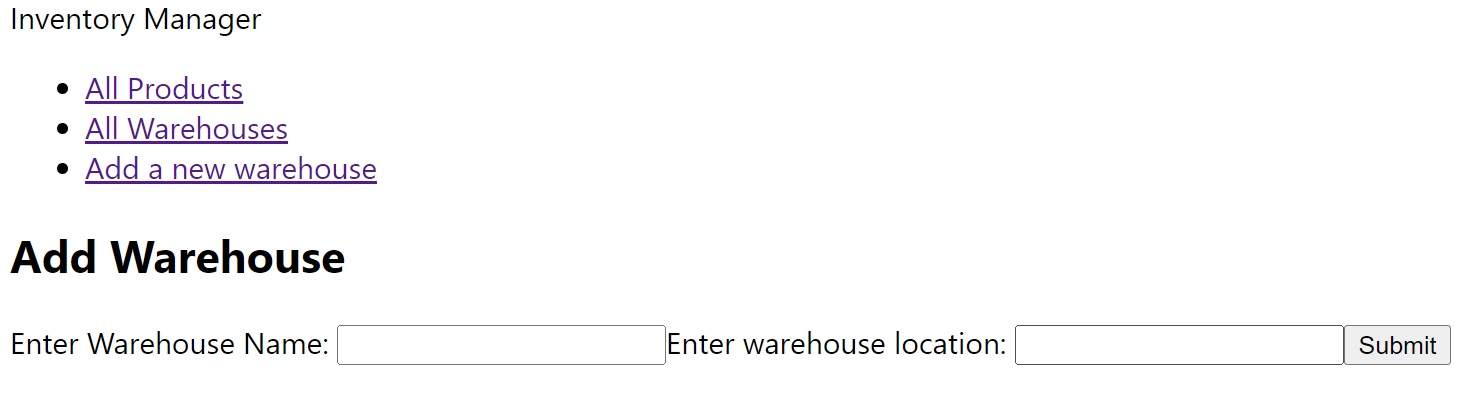 Inventory Manager
All Products
All Warehouses
Add a new warehouse
Add Warehouse
Enter Warehouse Name: Enter warehouse location: Submit